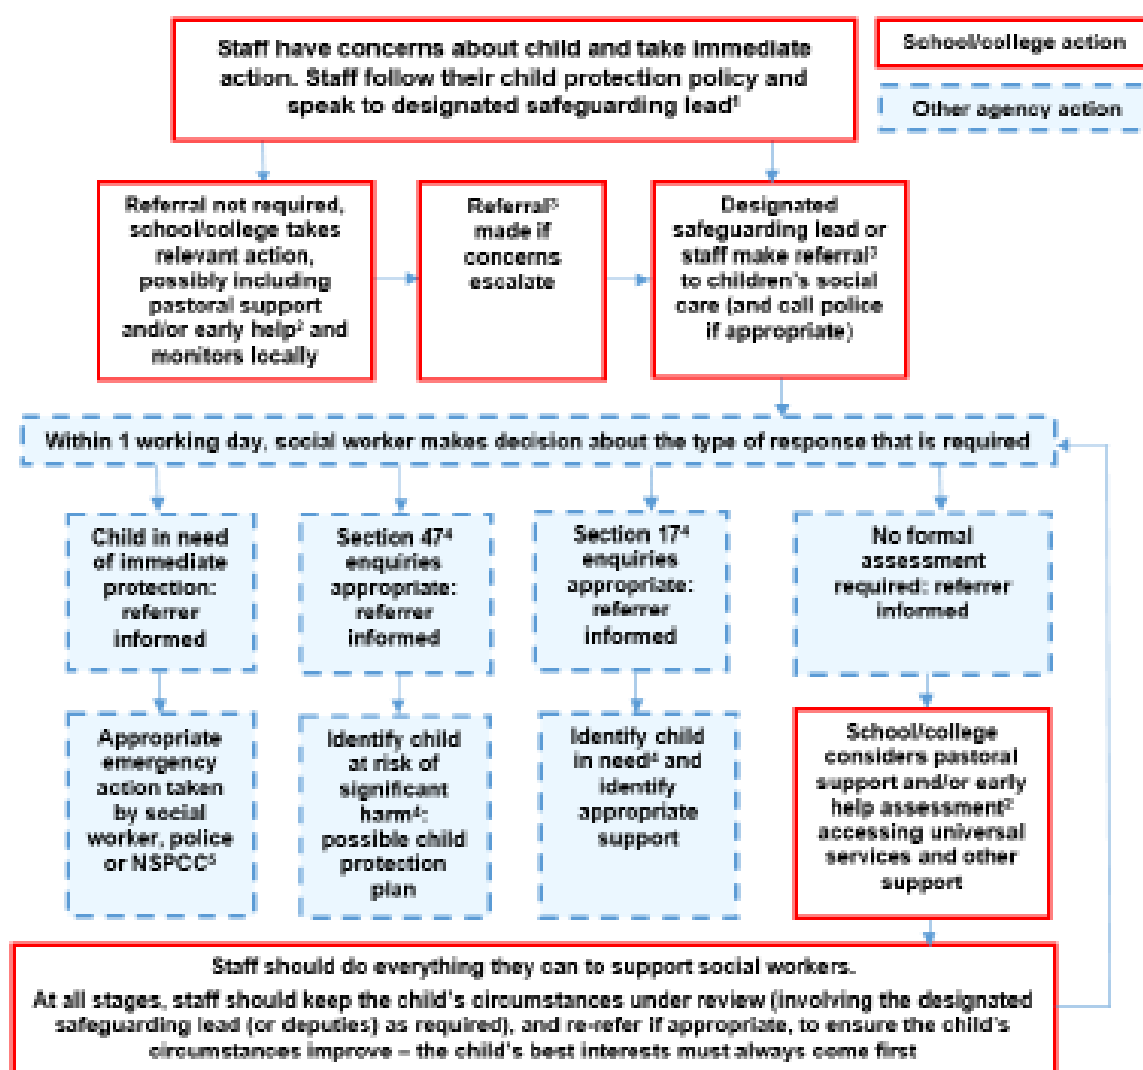 Staff have concerns about child and take immediate
action. Staff follow their child protection policy and
speak to designated safeguarding lead¹
School/college action
Other agency action
Referral not required,
school/college takes
relevant action,
possibly including
pastoral support
and/or early help² and
monitors locally
Referral³
made if
concerns
escalate
Designated
safeguarding lead or
staff make referral³
to children's social
care (and call police
if appropriate)
Within 1 working day, social worker makes decision about the type of response that is required
Child in need
of immediate
protection:
referrer
informed
Section 47⁴
enquiries
appropriate:
referrer
informed
Section 17⁴
enquiries
appropriate:
referrer
informed
No formal
assessment
required: referrer
informed
Appropriate
emergency
action taken
by social
worker, police
or NSPCC⁵
Identify child
at risk of
significant
harm⁴:
possible child
protection
plan
Identify child
in need⁴ and
identify
appropriate
support
School/college
considers pastoral
support and/or early
help assessment²
accessing universal
services and other
support
Staff should do everything they can to support social workers.
At all stages, staff should keep the child's circumstances under review (involving the designated
safeguarding lead (or deputies) as required), and re-refer if appropriate, to ensure the child's
circumstances improve – the child's best interests must always come first